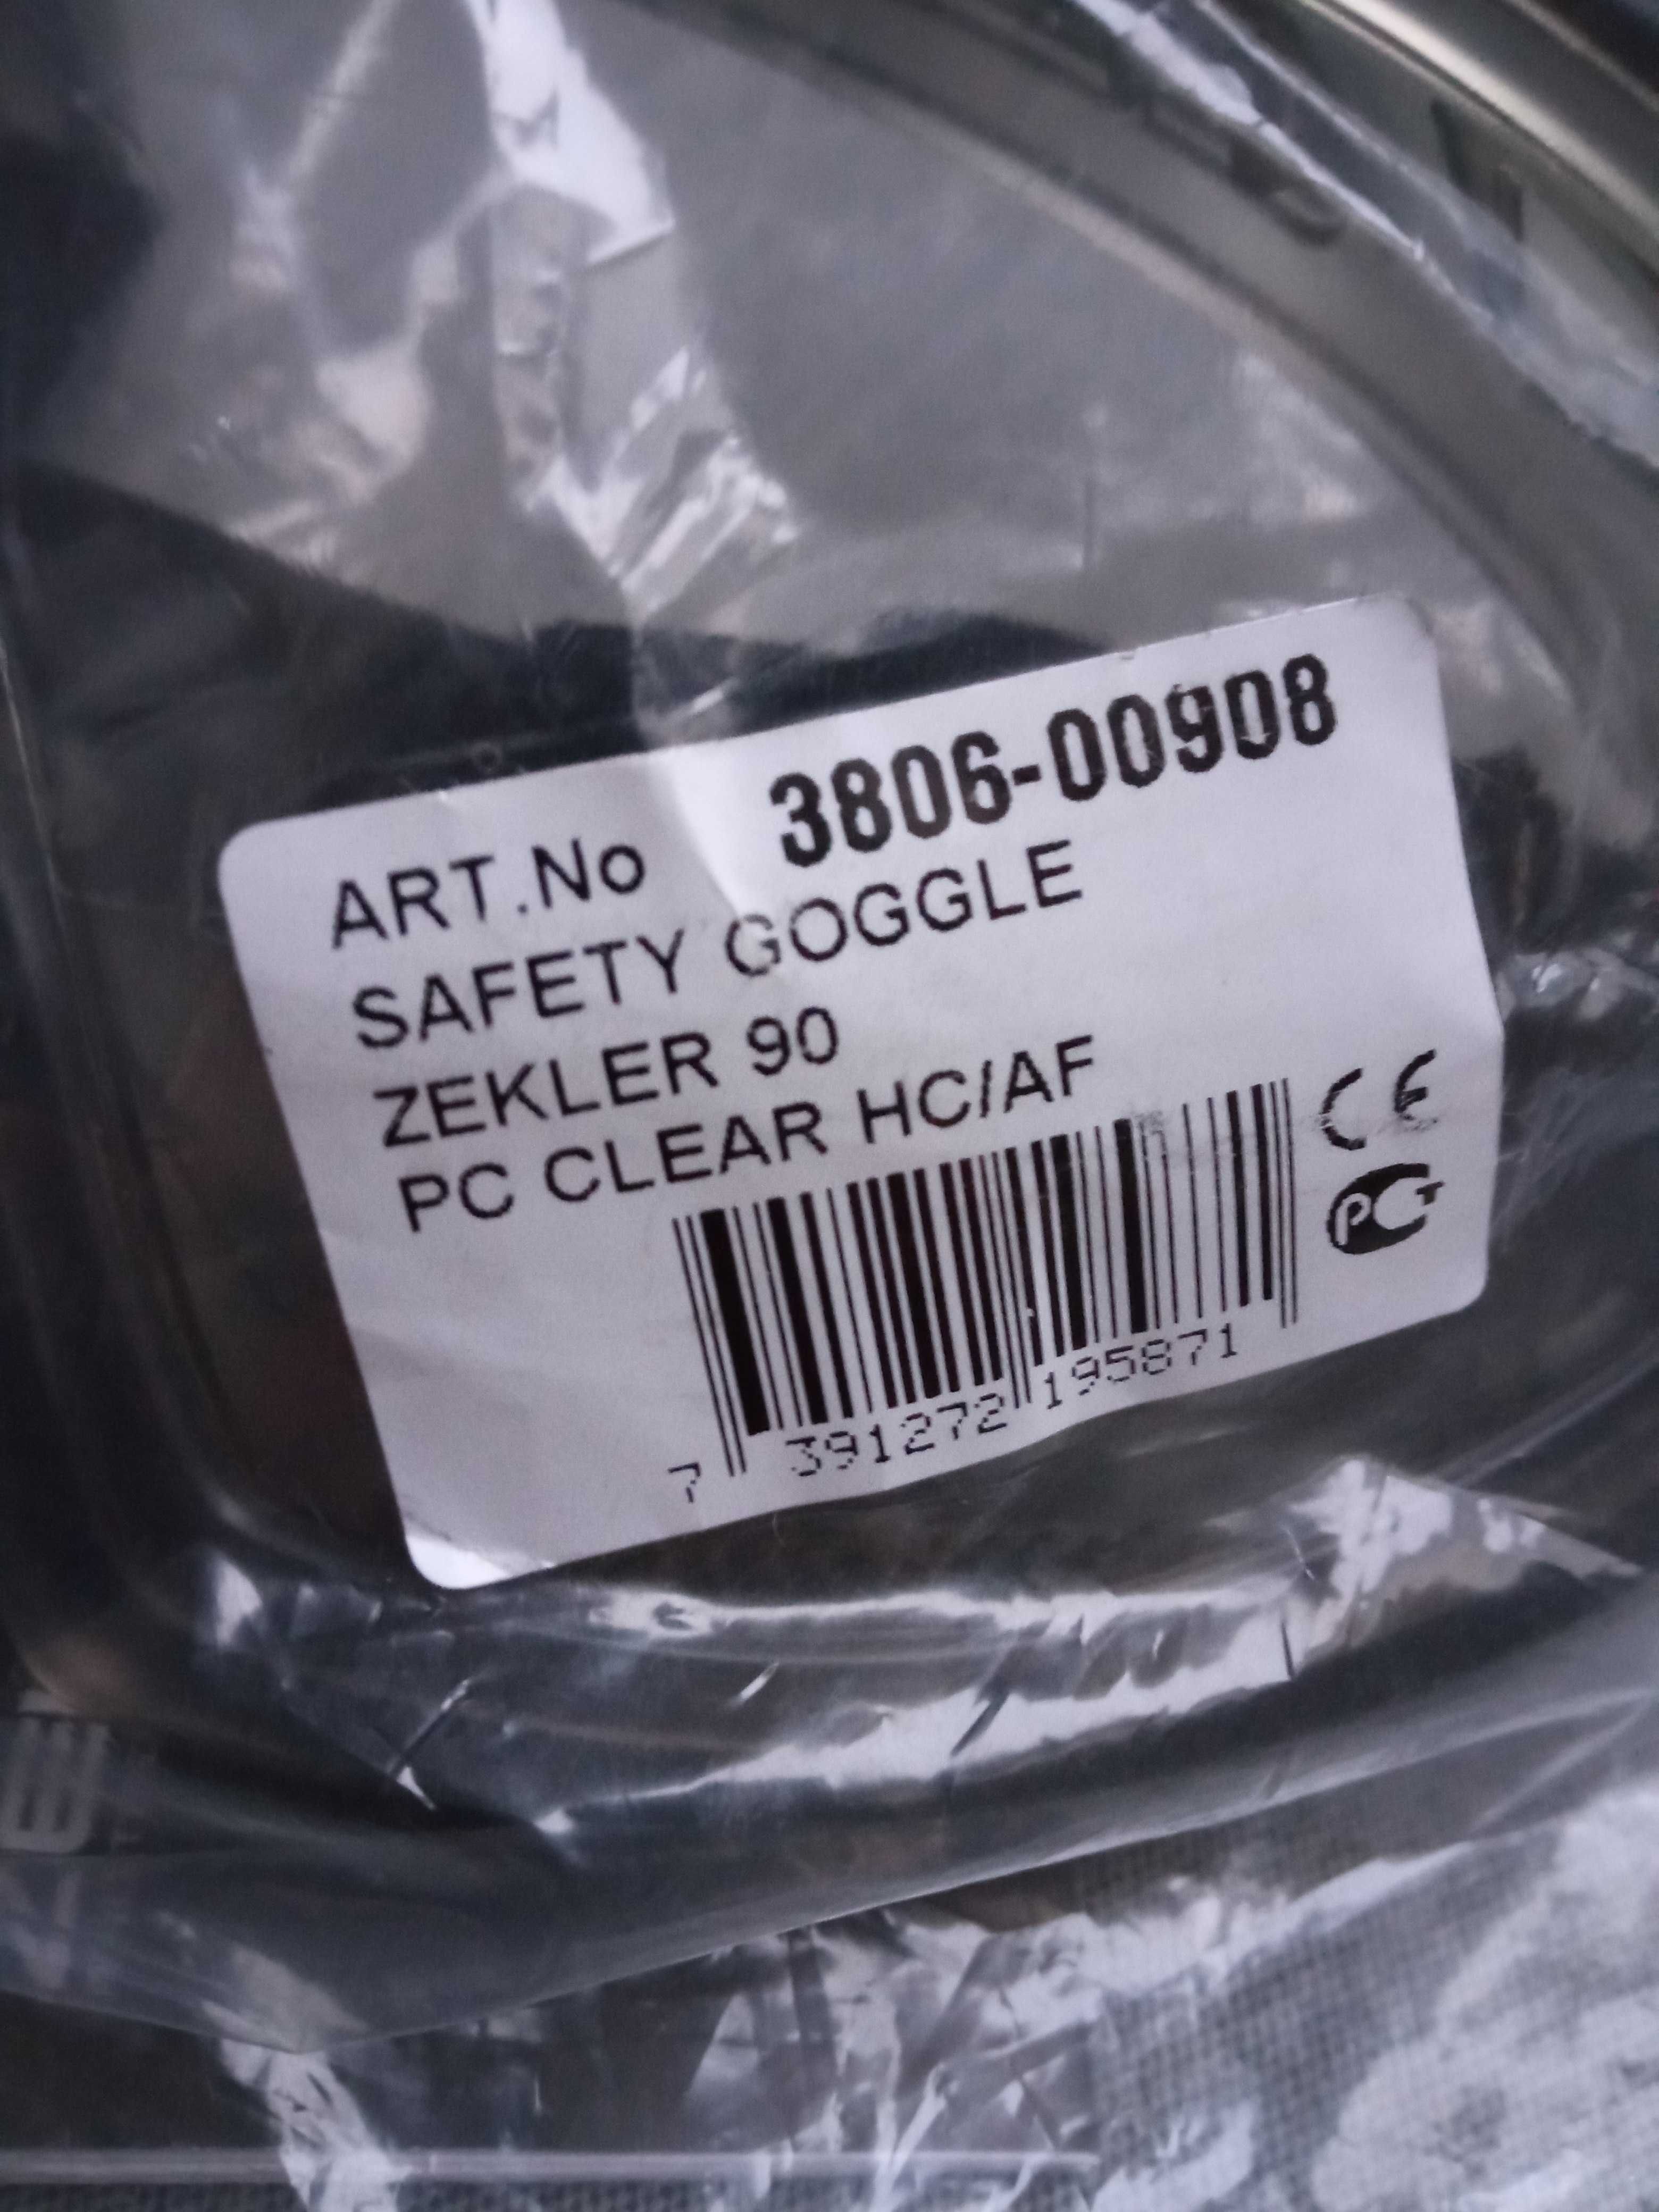 ART.No 3806-00908
SAFETY GOGGLE
ZEKLER 90
PC CLEAR HC/AF
CE
PCT
7 391272 195871